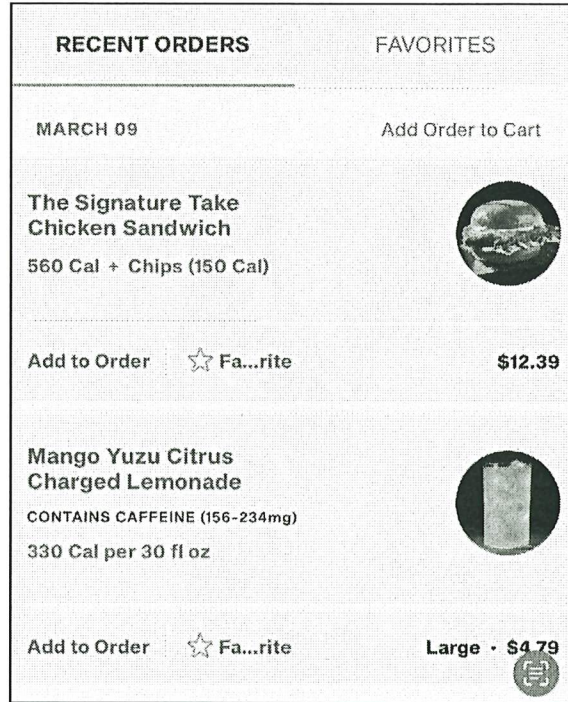 RECENT ORDERS FAVORITES
MARCH 09 Add Order to Cart
The Signature Take
Chicken Sandwich
560 Cal + Chips (150 Cal)
Add to Order Fa...rite $12.39
Mango Yuzu Citrus
Charged Lemonade
CONTAINS CAFFEINE (156-234mg)
330 Cal per 30 fl oz
Add to Order Fa...rite Large · $4.79